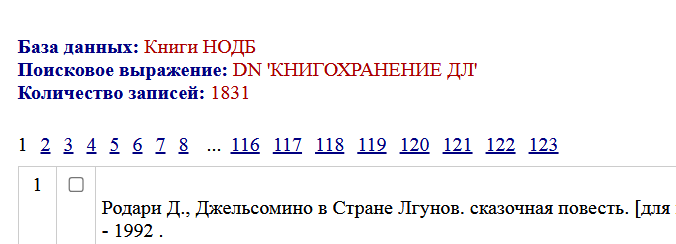 База данных: Книги НОДБ
Поисковое выражение: DN 'КНИГОХРАНЕНИЕ ДЛ'
Количество записей: 1831
1 2 3 4 5 6 7 8 ... 116 117 118 119 120 121 122 123
1
Родари Д., Джельсомино в Стране Лгунов. сказочная повесть. [для
- 1992 .